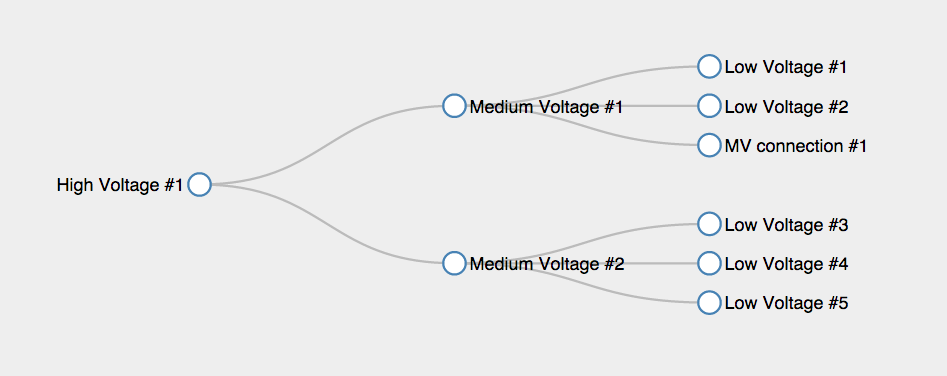 High Voltage #1
Medium Voltage #1
Low Voltage #1
Low Voltage #2
MV connection #1
Medium Voltage #2
Low Voltage #3
Low Voltage #4
Low Voltage #5